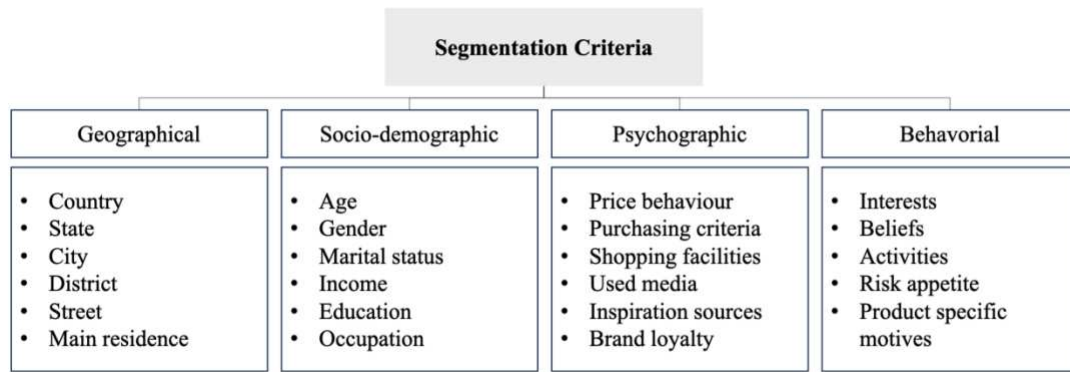 Segmentation Criteria
Geographical
• Country
• State
• City
• District
• Street
• Main residence
Socio-demographic
• Age
• Gender
• Marital status
• Income
• Education
• Occupation
Psychographic
• Price behaviour
• Purchasing criteria
• Shopping facilities
• Used media
• Inspiration sources
• Brand loyalty
Behavorial
• Interests
• Beliefs
• Activities
• Risk appetite
• Product specific
motives